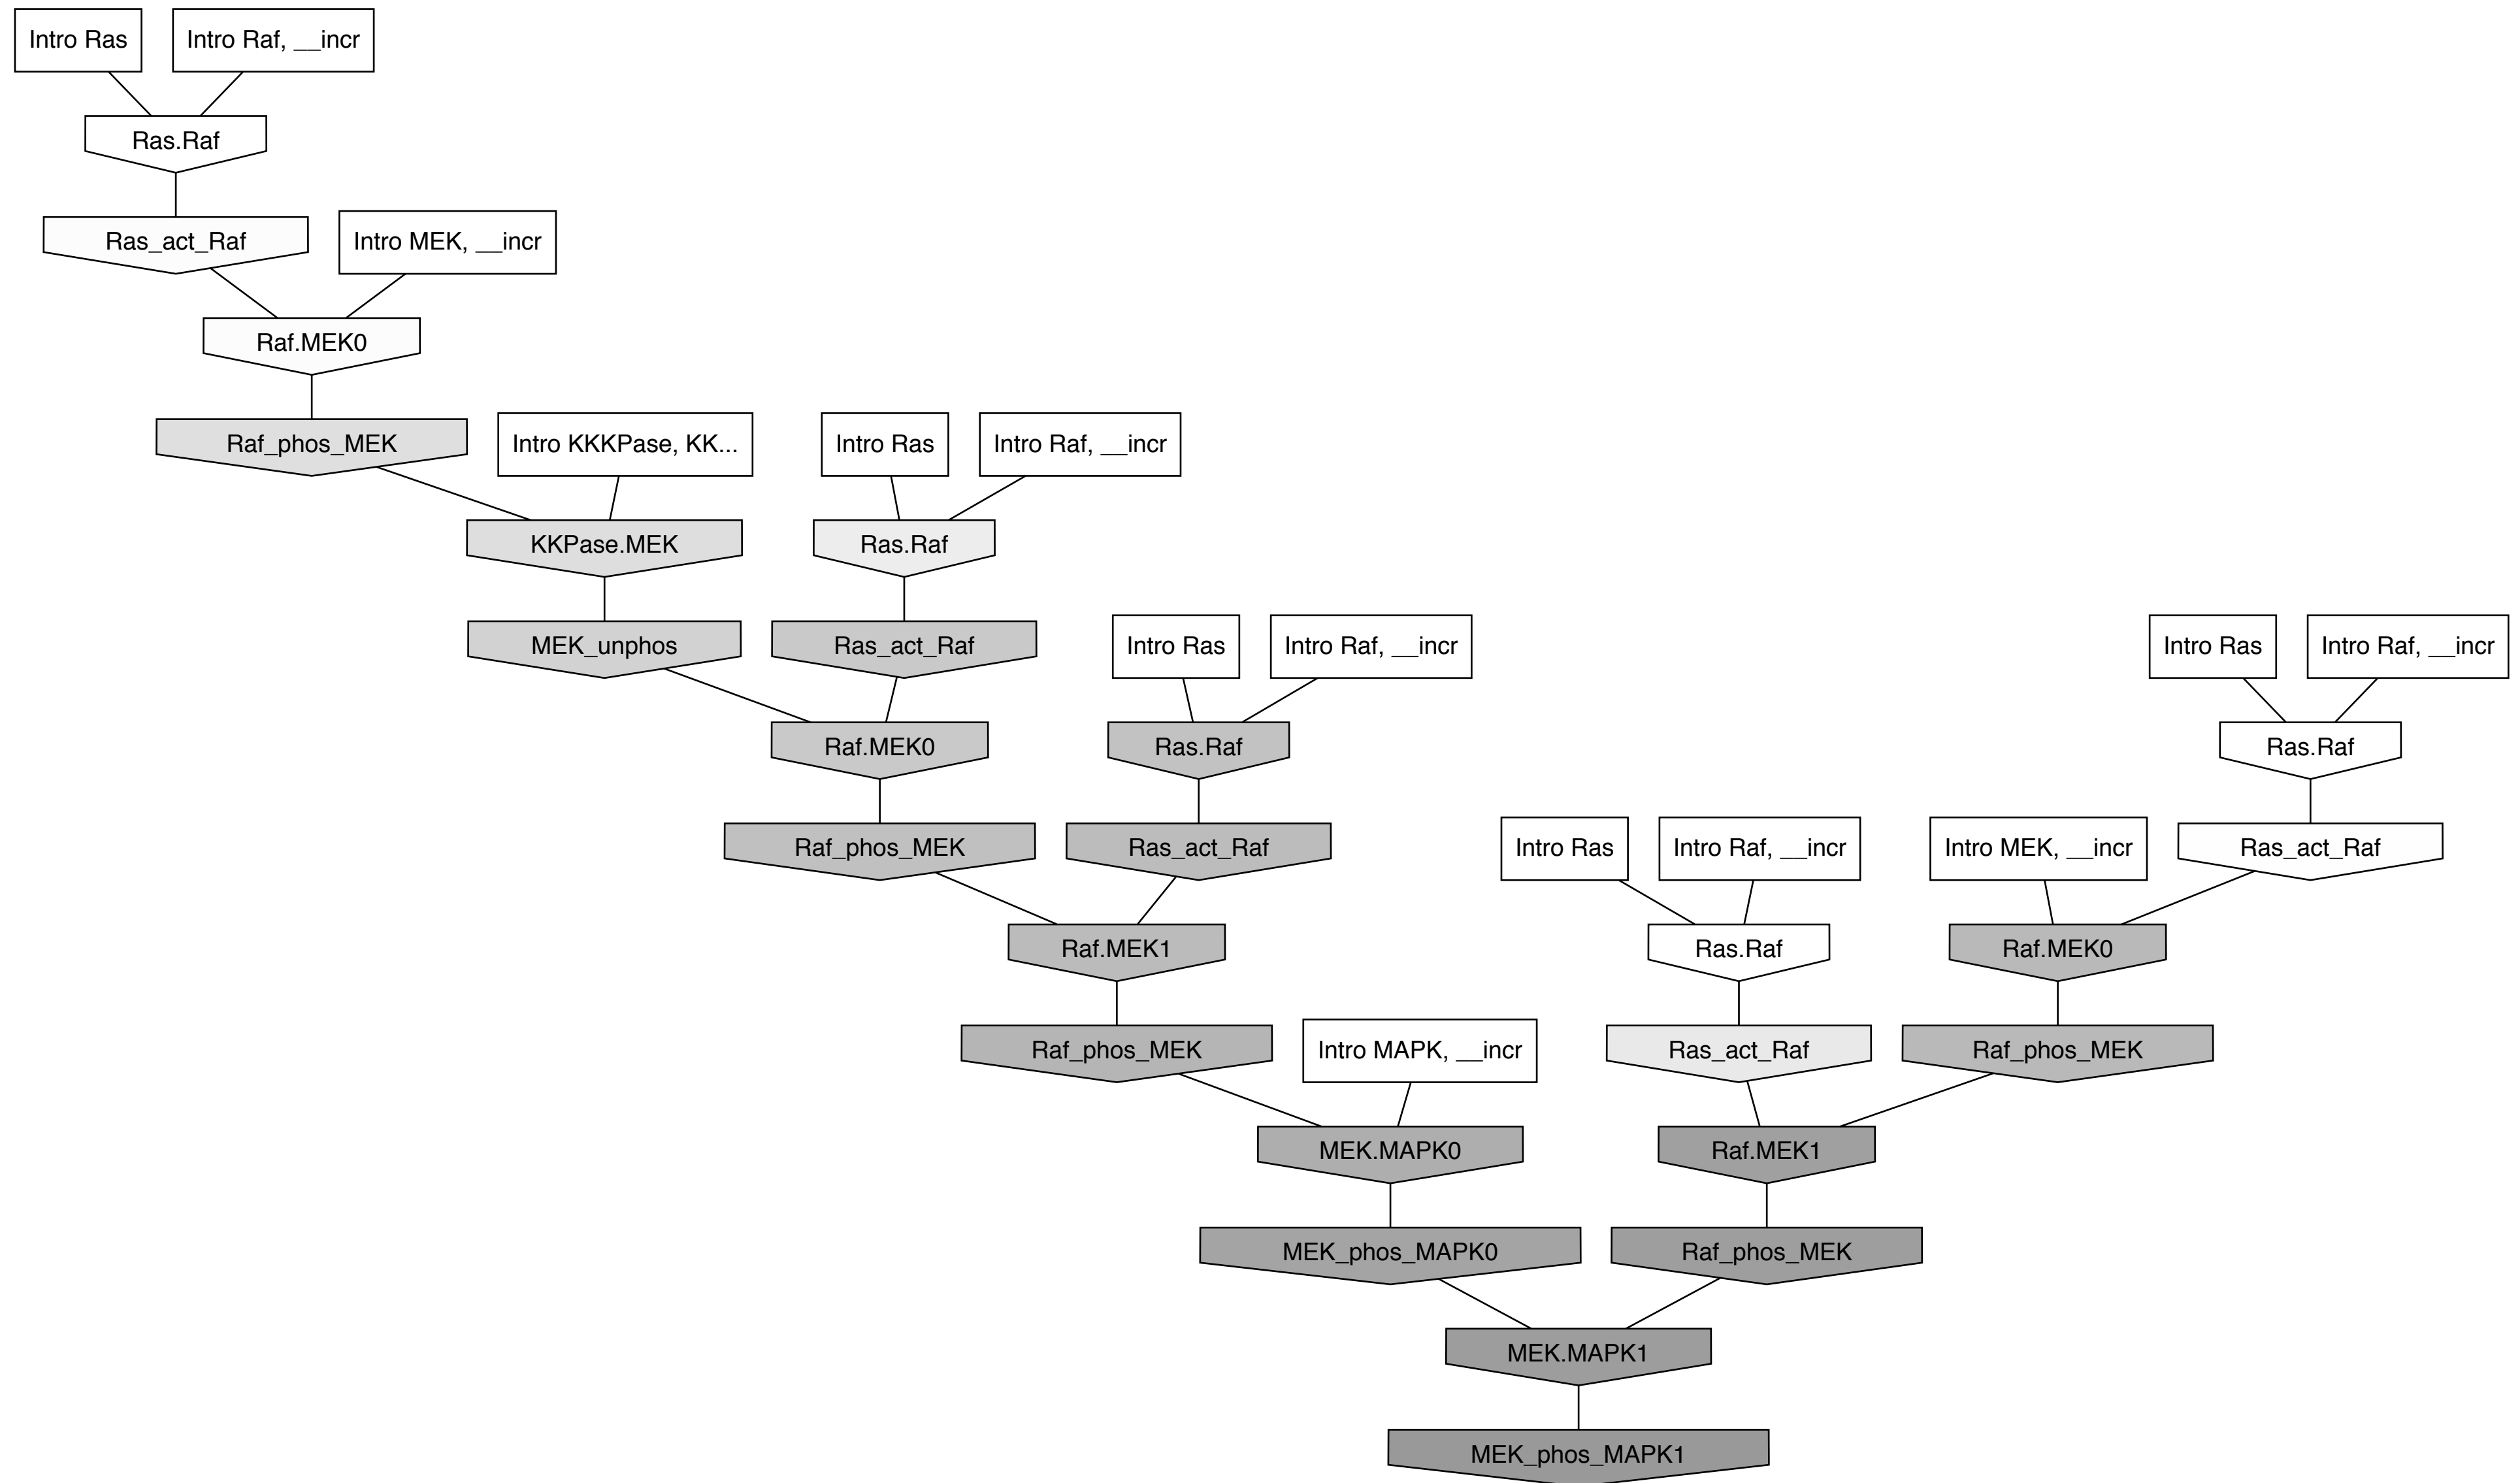 Intro Ras
Intro Raf, __incr
Ras.Raf
Ras_act_Raf
Intro MEK, __incr
Raf.MEK0
Raf_phos_MEK
Intro KKKPase, KK...
Intro Ras
Intro Raf, __incr
KKPase.MEK
Ras.Raf
MEK_unphos
Ras_act_Raf
Intro Ras
Intro Raf, __incr
Intro Ras
Intro Raf, __incr
Raf.MEK0
Ras.Raf
Ras.Raf
Raf_phos_MEK
Ras_act_Raf
Intro Ras
Intro Raf, __incr
Intro MEK, __incr
Ras_act_Raf
Raf.MEK1
Ras.Raf
Raf.MEK0
Raf_phos_MEK
Intro MAPK, __incr
Ras_act_Raf
Raf_phos_MEK
MEK.MAPK0
Raf.MEK1
MEK_phos_MAPK0
Raf_phos_MEK
MEK.MAPK1
MEK_phos_MAPK1